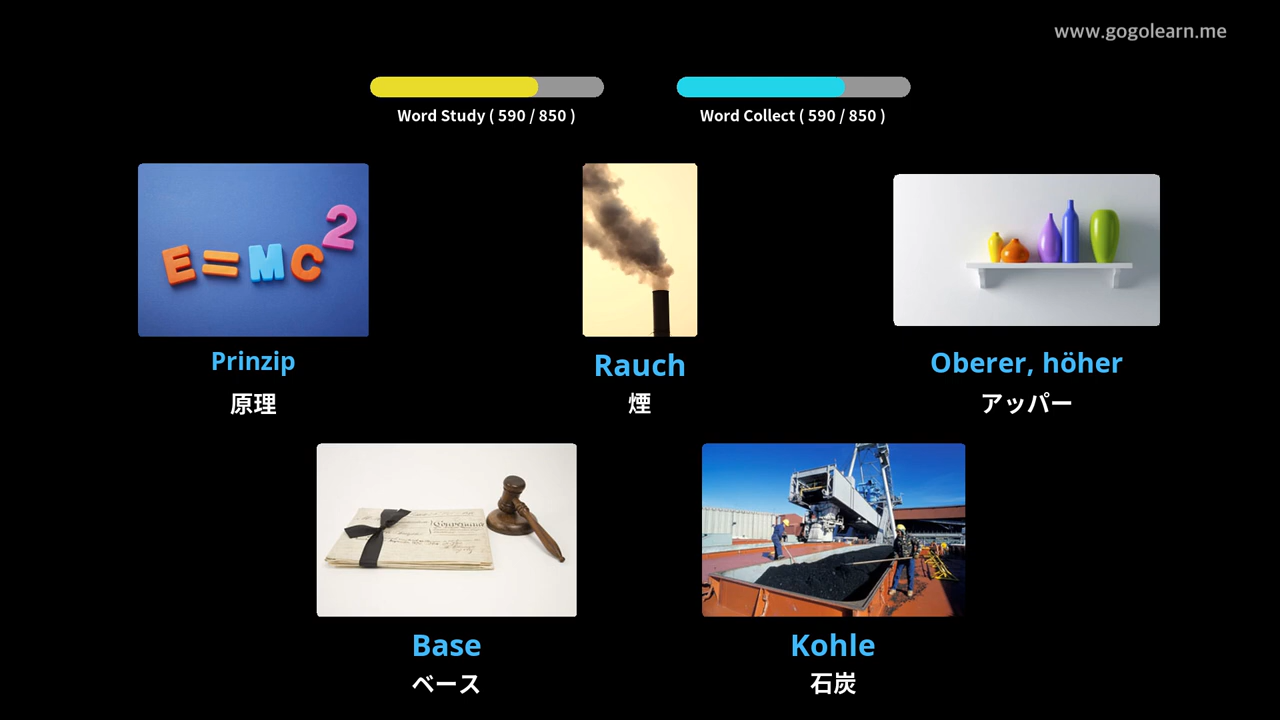 www.gogolearn.me
Word Study ( 590 / 850 )
Word Collect ( 590 / 850 )
E=MC2
Prinzip
原理
Rauch
煙
Oberer, höher
アッパー
Base
ベース
Kohle
石炭